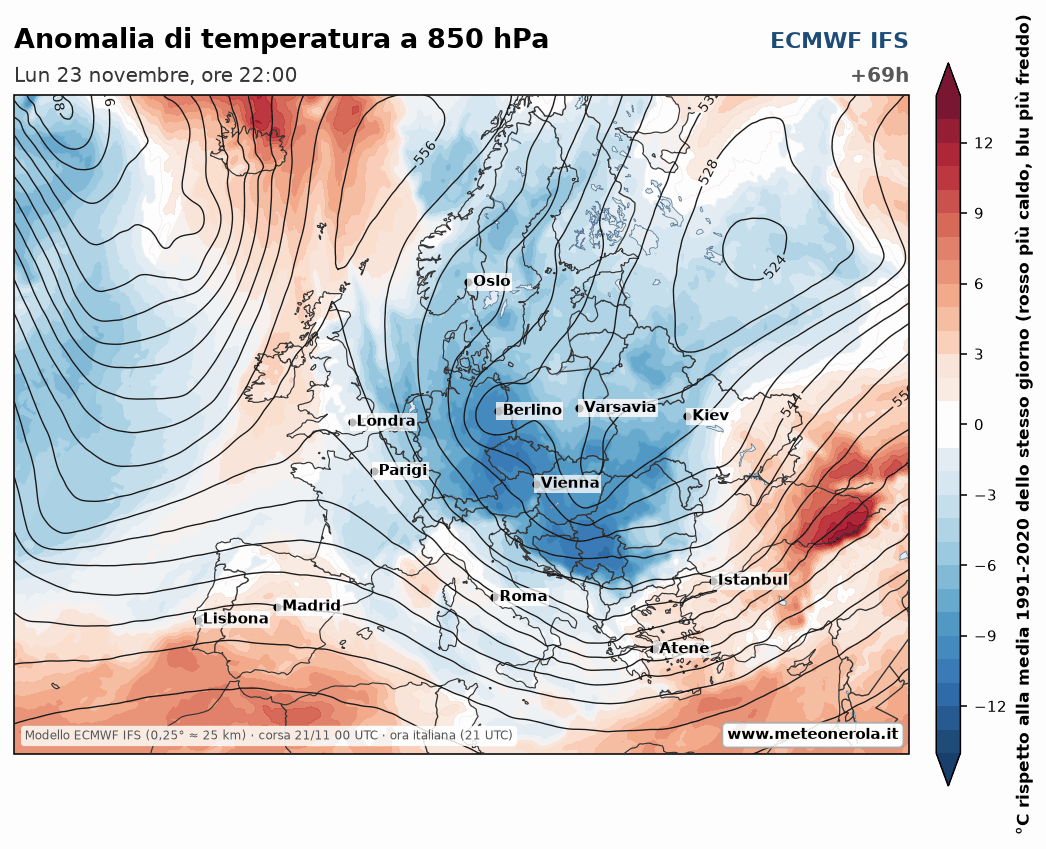 Anomalia di temperatura a 850 hPa
ECMWF IFS
Lun 23 novembre, ore 22:00
+69h
556
528
524
Oslo
Berlino
Varsavia
Kiev
Londra
Parigi
Vienna
Istanbul
Roma
Madrid
Lisbona
Atene
Modello ECMWF IFS (0,25° ≈ 25 km) · corsa 21/11 00 UTC · ora italiana (21 UTC)
www.meteonerola.it
12
9
6
3
0
−3
−6
−9
−12
°C rispetto alla media 1991-2020 dello stesso giorno (rosso più caldo, blu più freddo)